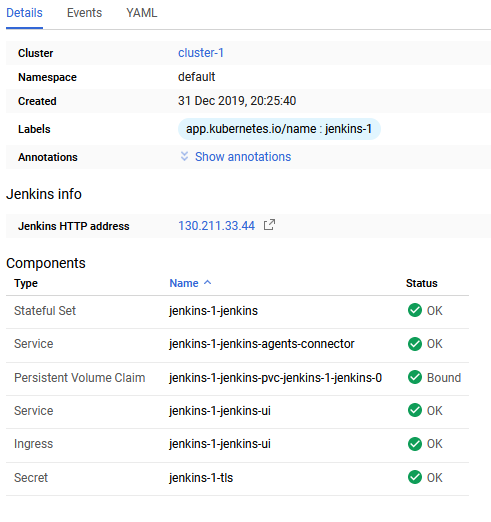 Details Events YAML
Cluster cluster-1
Namespace default
Created 31 Dec 2019, 20:25:40
Labels app.kubernetes.io/name : jenkins-1
Annotations Show annotations
Jenkins info
Jenkins HTTP address 130.211.33.44
Components
Type Name Status
Stateful Set jenkins-1-jenkins OK
Service jenkins-1-jenkins-agents-connector OK
Persistent Volume Claim jenkins-1-jenkins-pvc-jenkins-1-jenkins-0 Bound
Service jenkins-1-jenkins-ui OK
Ingress jenkins-1-jenkins-ui OK
Secret jenkins-1-tls OK